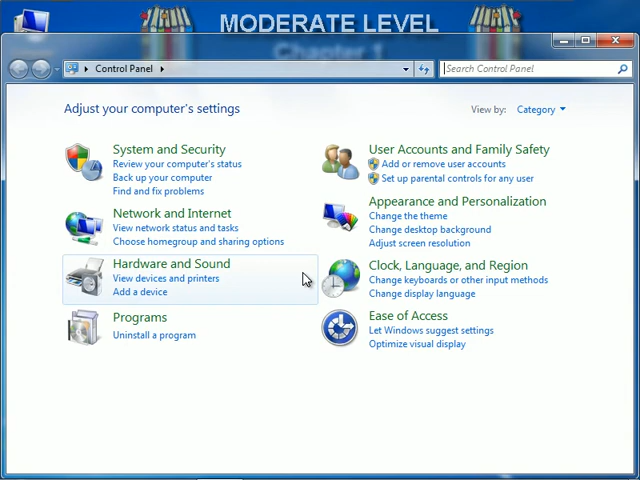 MODERATE LEVEL
Chapter 1
Control Panel
Search Control Panel
Adjust your computer's settings
View by: Category
System and Security
Review your computer's status
Back up your computer
Find and fix problems
Network and Internet
View network status and tasks
Choose homegroup and sharing options
Hardware and Sound
View devices and printers
Add a device
Programs
Uninstall a program
User Accounts and Family Safety
Add or remove user accounts
Set up parental controls for any user
Appearance and Personalization
Change the theme
Change desktop background
Adjust screen resolution
Clock, Language, and Region
Change keyboards or other input methods
Change display language
Ease of Access
Let Windows suggest settings
Optimize visual display